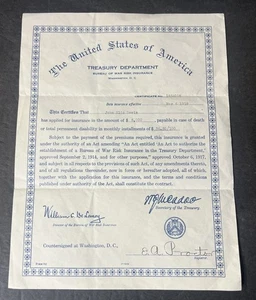 The United States of America
TREASURY DEPARTMENT
BUREAU OF WAR RISK INSURANCE
WASHINGTON, D. C.
CERTIFICATE NO.
This Certifies That
has applied for insurance in the amount of $ payable in case of death or
total permanent disability in monthly installments of $
Subject to the payment of the premiums required, this insurance is granted
under the authority of an Act amending "An Act entitled 'An Act to authorize the
establishment of a Bureau of War Risk Insurance in the Treasury Department,'
approved September 2, 1914, and for other purposes," approved October 6, 1917,
and subject in all respects to the provisions of such Act, of any amendments thereto,
and of all regulations thereunder, now in force or hereafter adopted, all of which,
together with the application for this insurance, and the terms and conditions
published under authority of the Act, shall constitute the contract.
William C. De Lanoy
Director of the Bureau of War Risk Insurance
W G McAdoo
Secretary of the Treasury.
Countersigned at Washington, D. C.
Registrar.